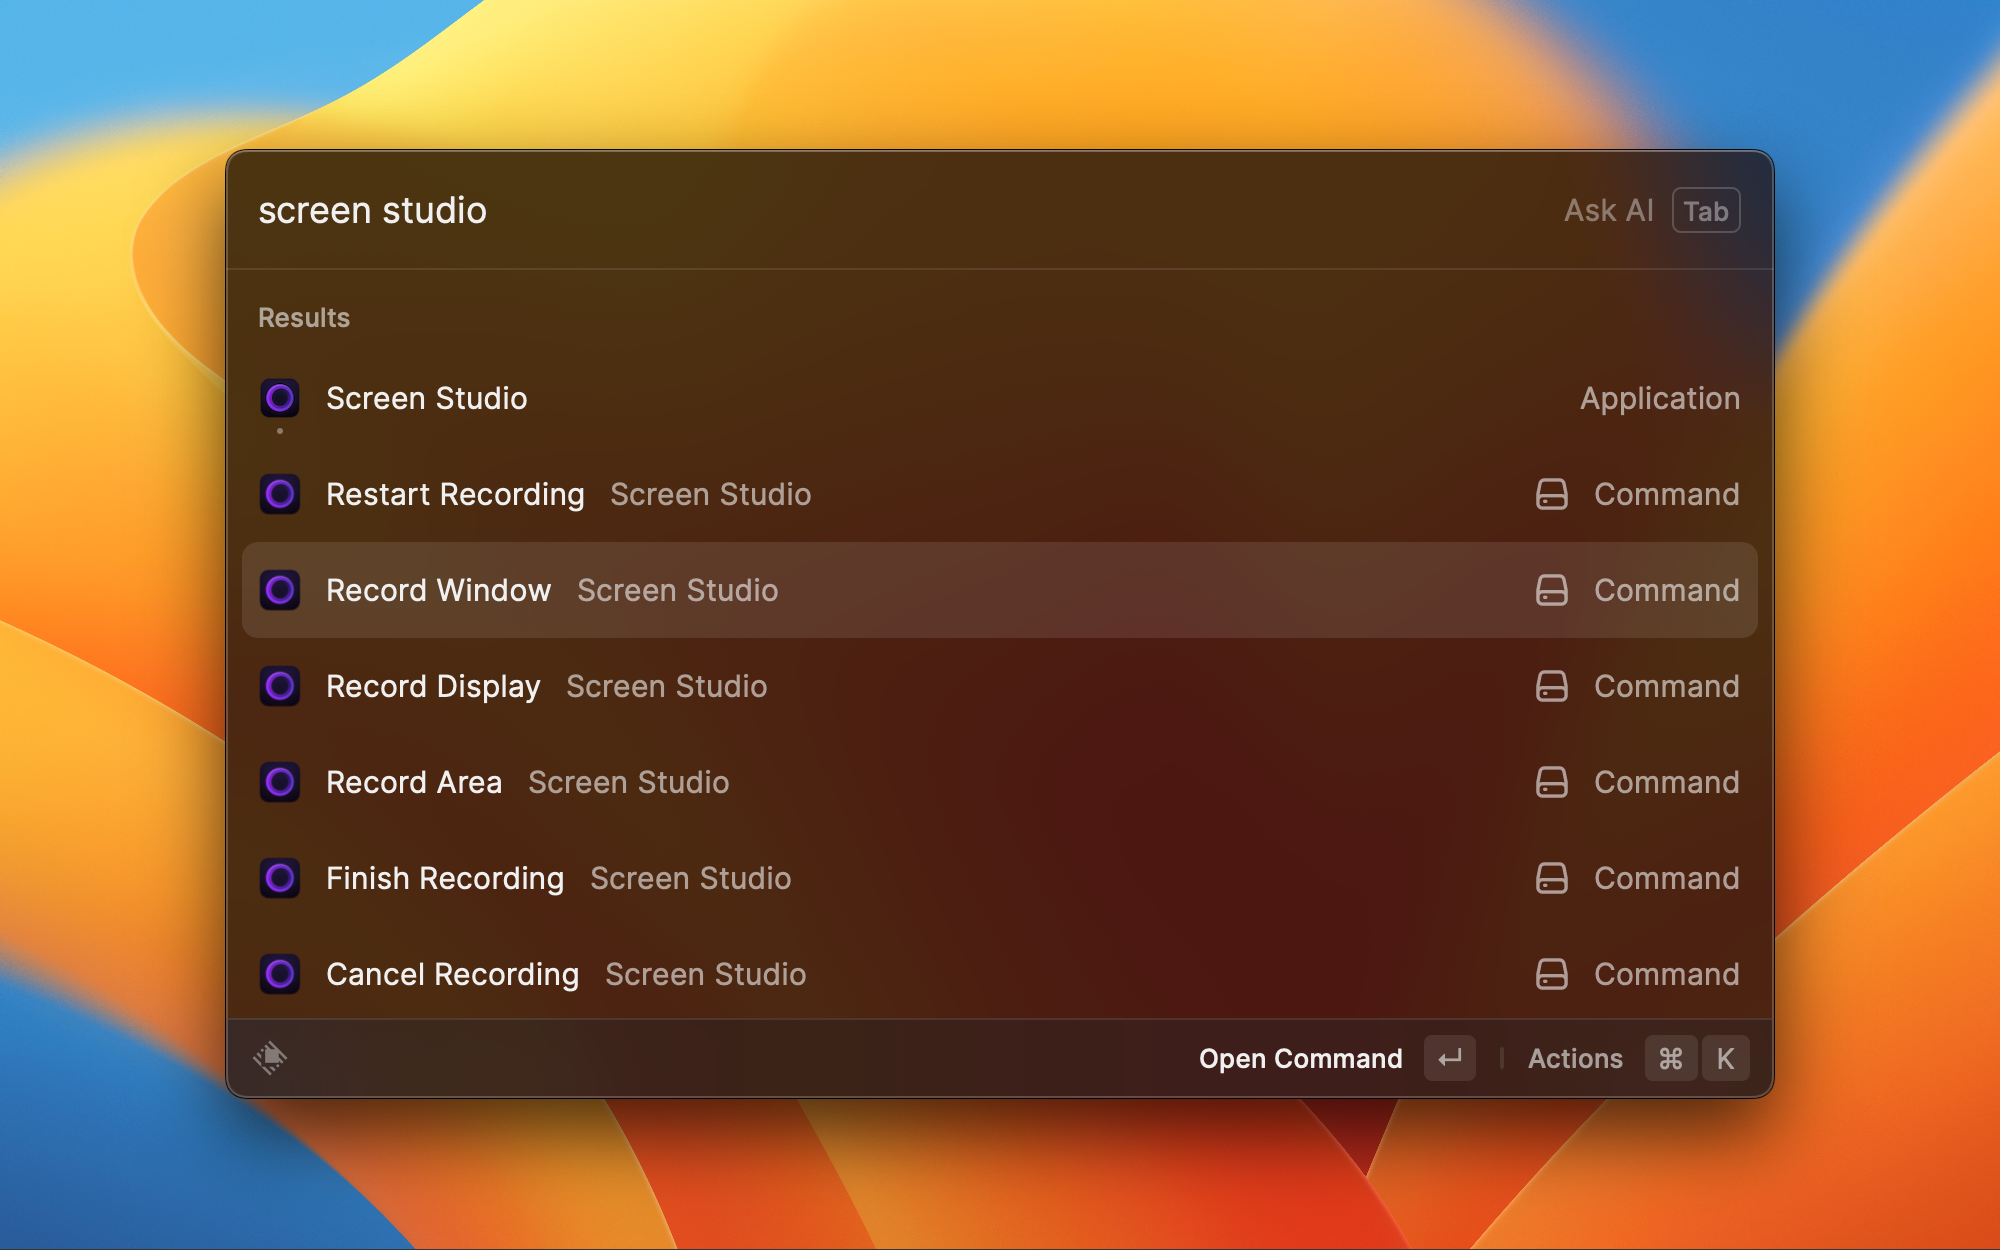 screen studio Ask AI Tab
Results
Screen Studio Application
Restart Recording Screen Studio Command
Record Window Screen Studio Command
Record Display Screen Studio Command
Record Area Screen Studio Command
Finish Recording Screen Studio Command
Cancel Recording Screen Studio Command
Open Command ↵ Actions ⌘ K